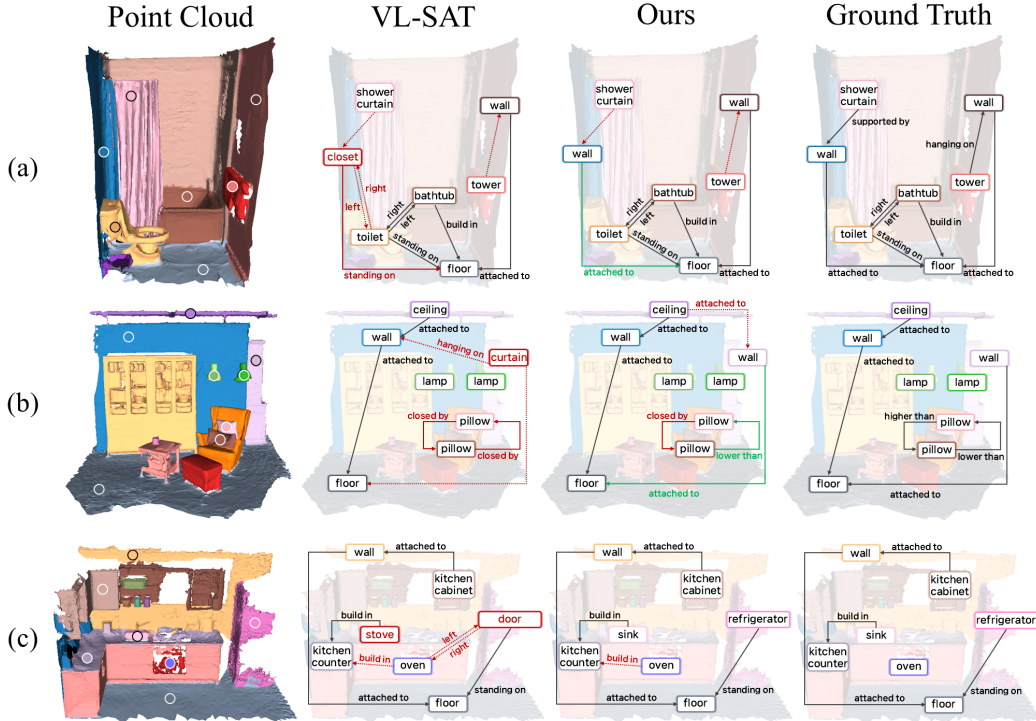 Point Cloud
VL-SAT
Ours
Ground Truth
(a)
shower
curtain
wall
closet
right
left
bathtub
tower
right
left
build in
toilet
standing on
floor
standing on
attached to
shower
curtain
wall
wall
bathtub
tower
right
left
build in
toilet
standing on
floor
attached to
attached to
shower
curtain
wall
supported by
hanging on
wall
bathtub
tower
right
left
build in
toilet
standing on
floor
attached to
attached to
(b)
ceiling
wall
attached to
hanging on
curtain
attached to
lamp
lamp
closed by
pillow
pillow
closed by
floor
ceiling
attached to
wall
attached to
wall
attached to
lamp
lamp
closed by
pillow
pillow
lower than
floor
attached to
ceiling
wall
attached to
wall
attached to
lamp
lamp
higher than
pillow
pillow
lower than
floor
attached to
(c)
wall
attached to
kitchen
cabinet
build in
stove
left
right
door
kitchen
counter
build in
oven
attached to
floor
standing on
wall
attached to
kitchen
cabinet
build in
sink
refrigerator
kitchen
counter
build in
oven
attached to
floor
standing on
wall
attached to
kitchen
cabinet
build in
sink
refrigerator
kitchen
counter
oven
attached to
floor
standing on